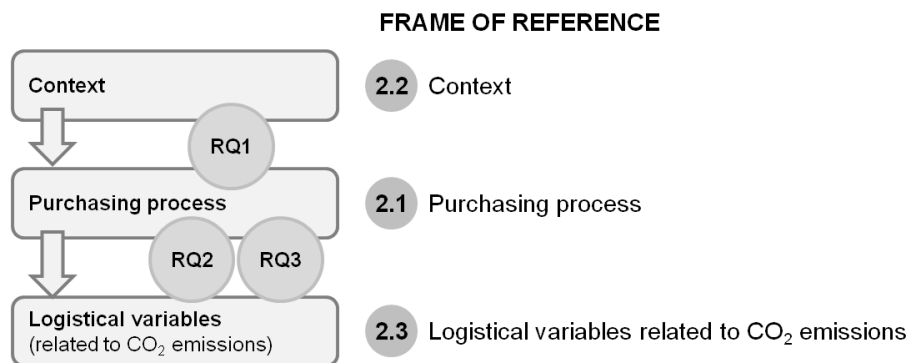 FRAME OF REFERENCE
Context
2.2 Context
RQ1
Purchasing process
2.1 Purchasing process
RQ2 RQ3
Logistical variables
(related to CO₂ emissions)
2.3 Logistical variables related to CO₂ emissions